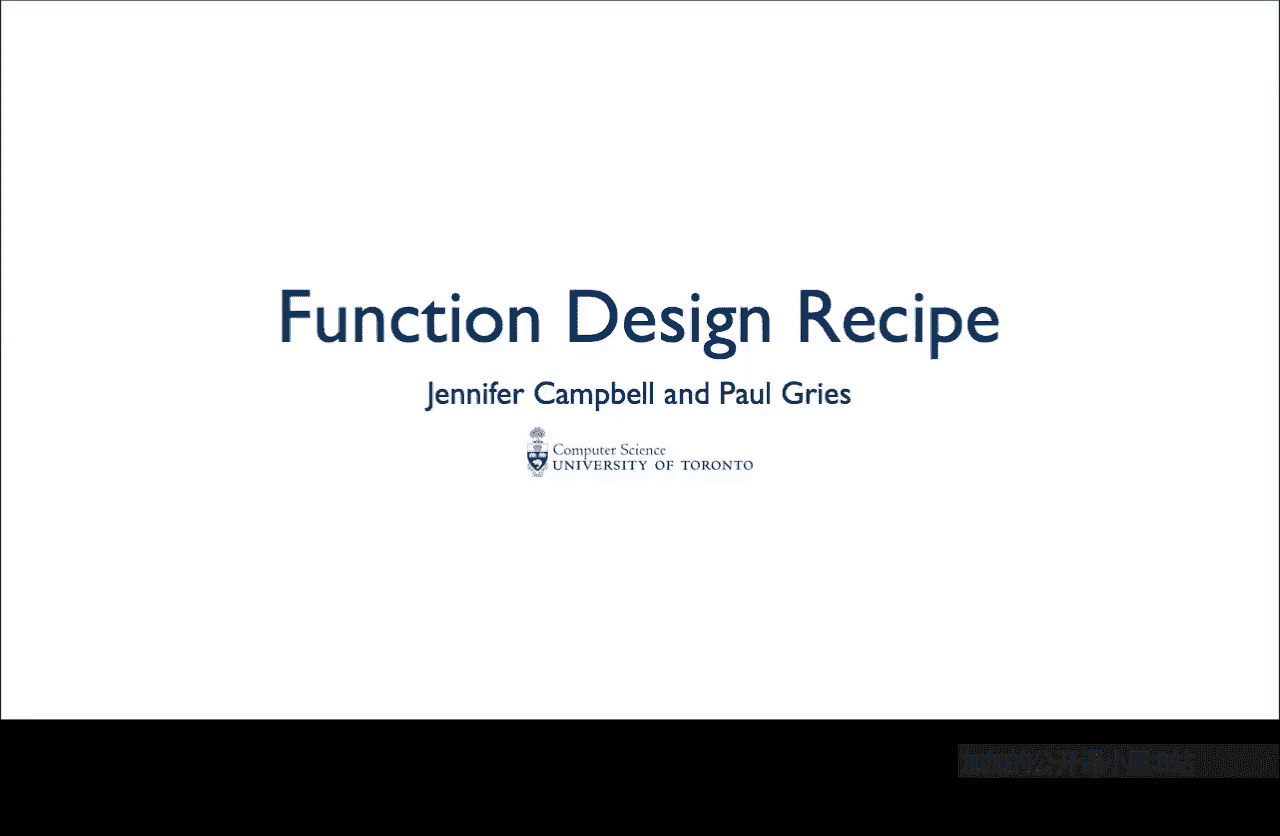 Function Design Recipe
Jennifer Campbell and Paul Gries
Computer Science
UNIVERSITY OF TORONTO